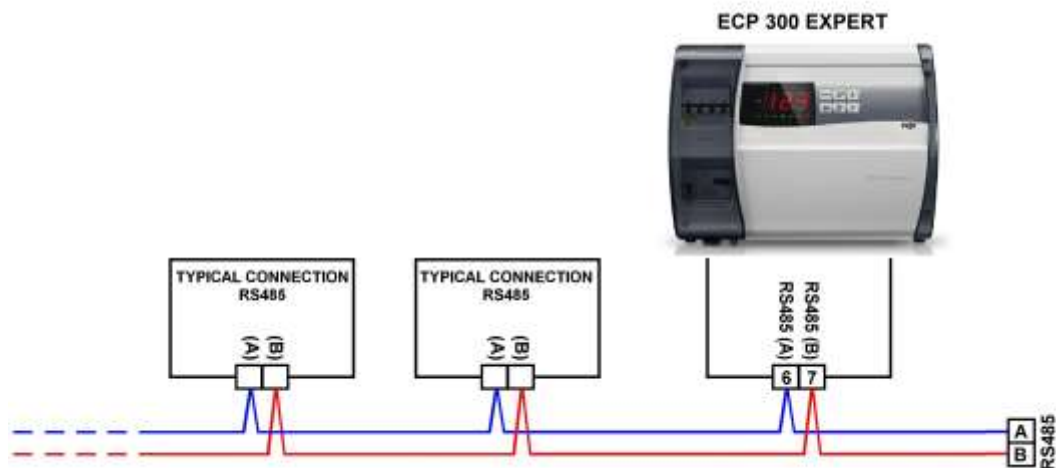 ECP 300 EXPERT
TYPICAL CONNECTION
RS485
(A)
(B)
TYPICAL CONNECTION
RS485
(A)
(B)
RS485 (A)
RS485 (B)
6
7
A
B
RS485